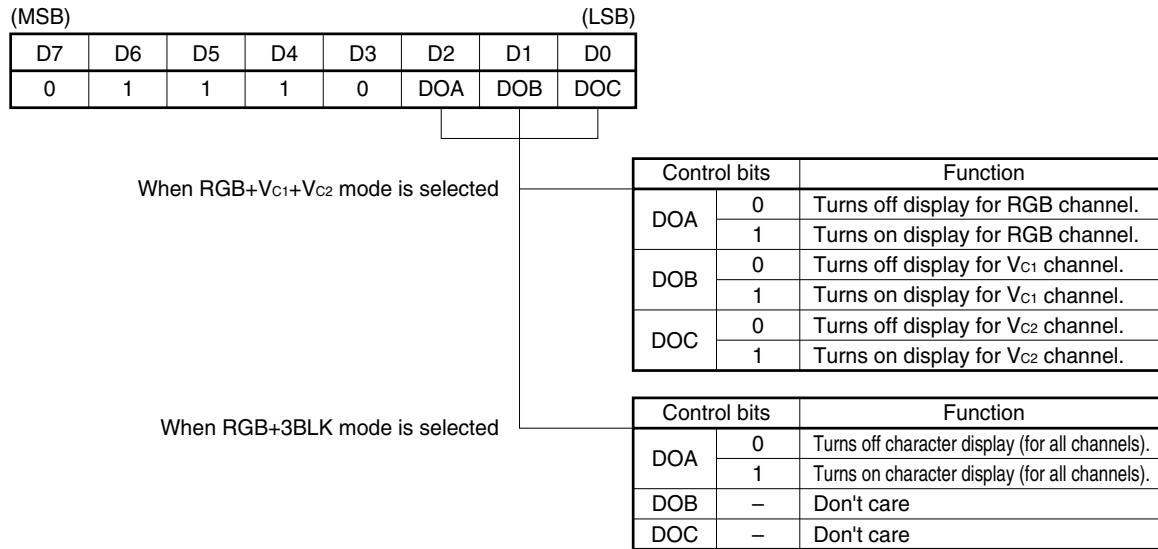 (MSB) (LSB)
D7 D6 D5 D4 D3 D2 D1 D0
0 1 1 1 0 DOA DOB DOC
When RGB+VC1+VC2 mode is selected
Control bits Function
DOA 0 Turns off display for RGB channel.
1 Turns on display for RGB channel.
DOB 0 Turns off display for VC1 channel.
1 Turns on display for VC1 channel.
DOC 0 Turns off display for VC2 channel.
1 Turns on display for VC2 channel.
When RGB+3BLK mode is selected
Control bits Function
DOA 0 Turns off character display (for all channels).
1 Turns on character display (for all channels).
DOB – Don't care
DOC – Don't care